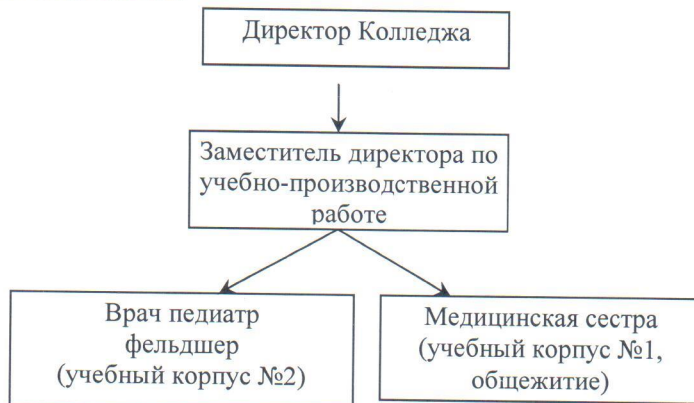 Директор Колледжа
Заместитель директора по
учебно-производственной
работе
Врач педиатр
фельдшер
(учебный корпус №2)
Медицинская сестра
(учебный корпус №1,
общежитие)